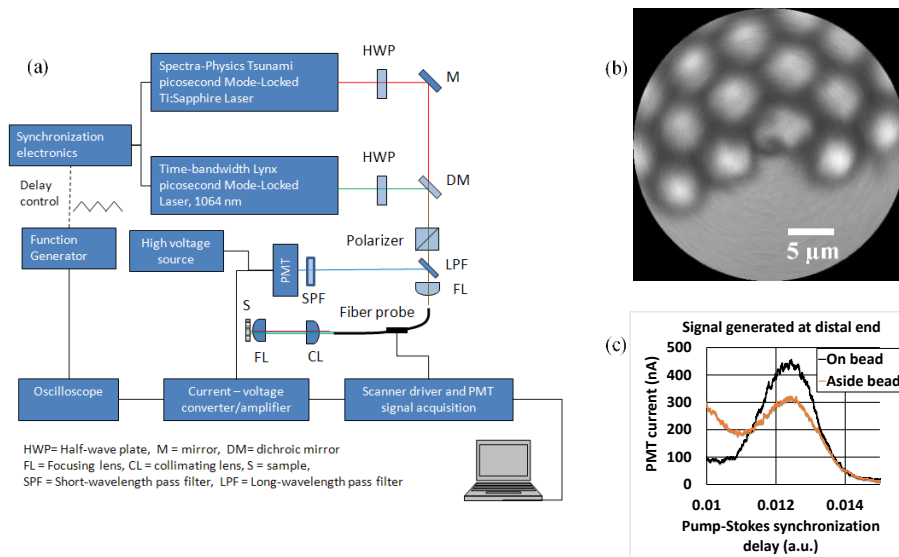 (a)
HWP
Spectra-Physics Tsunami
picosecond Mode-Locked
Ti:Sapphire Laser
M
Synchronization
electronics
HWP
Time-bandwidth Lynx
picosecond Mode-Locked
Laser, 1064 nm
DM
Delay
control
Function
Generator
High voltage
source
Polarizer
PMT
SPF
LPF
FL
S
Fiber probe
FL
CL
Oscilloscope
Current – voltage
converter/amplifier
Scanner driver and PMT
signal acquisition
HWP= Half-wave plate, M = mirror, DM= dichroic mirror
FL = Focusing lens, CL = collimating lens, S = sample,
SPF = Short-wavelength pass filter, LPF = Long-wavelength pass filter
(b)
5 µm
(c)
Signal generated at distal end
500
400
300
200
100
0
PMT current (nA)
On bead
Aside bead
0.01 0.012 0.014
Pump-Stokes synchronization
delay (a.u.)